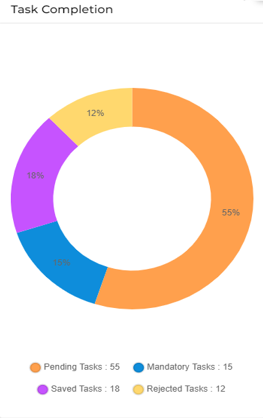 Task Completion
12%
18%
55%
15%
Pending Tasks : 55 Mandatory Tasks : 15
Saved Tasks : 18 Rejected Tasks : 12